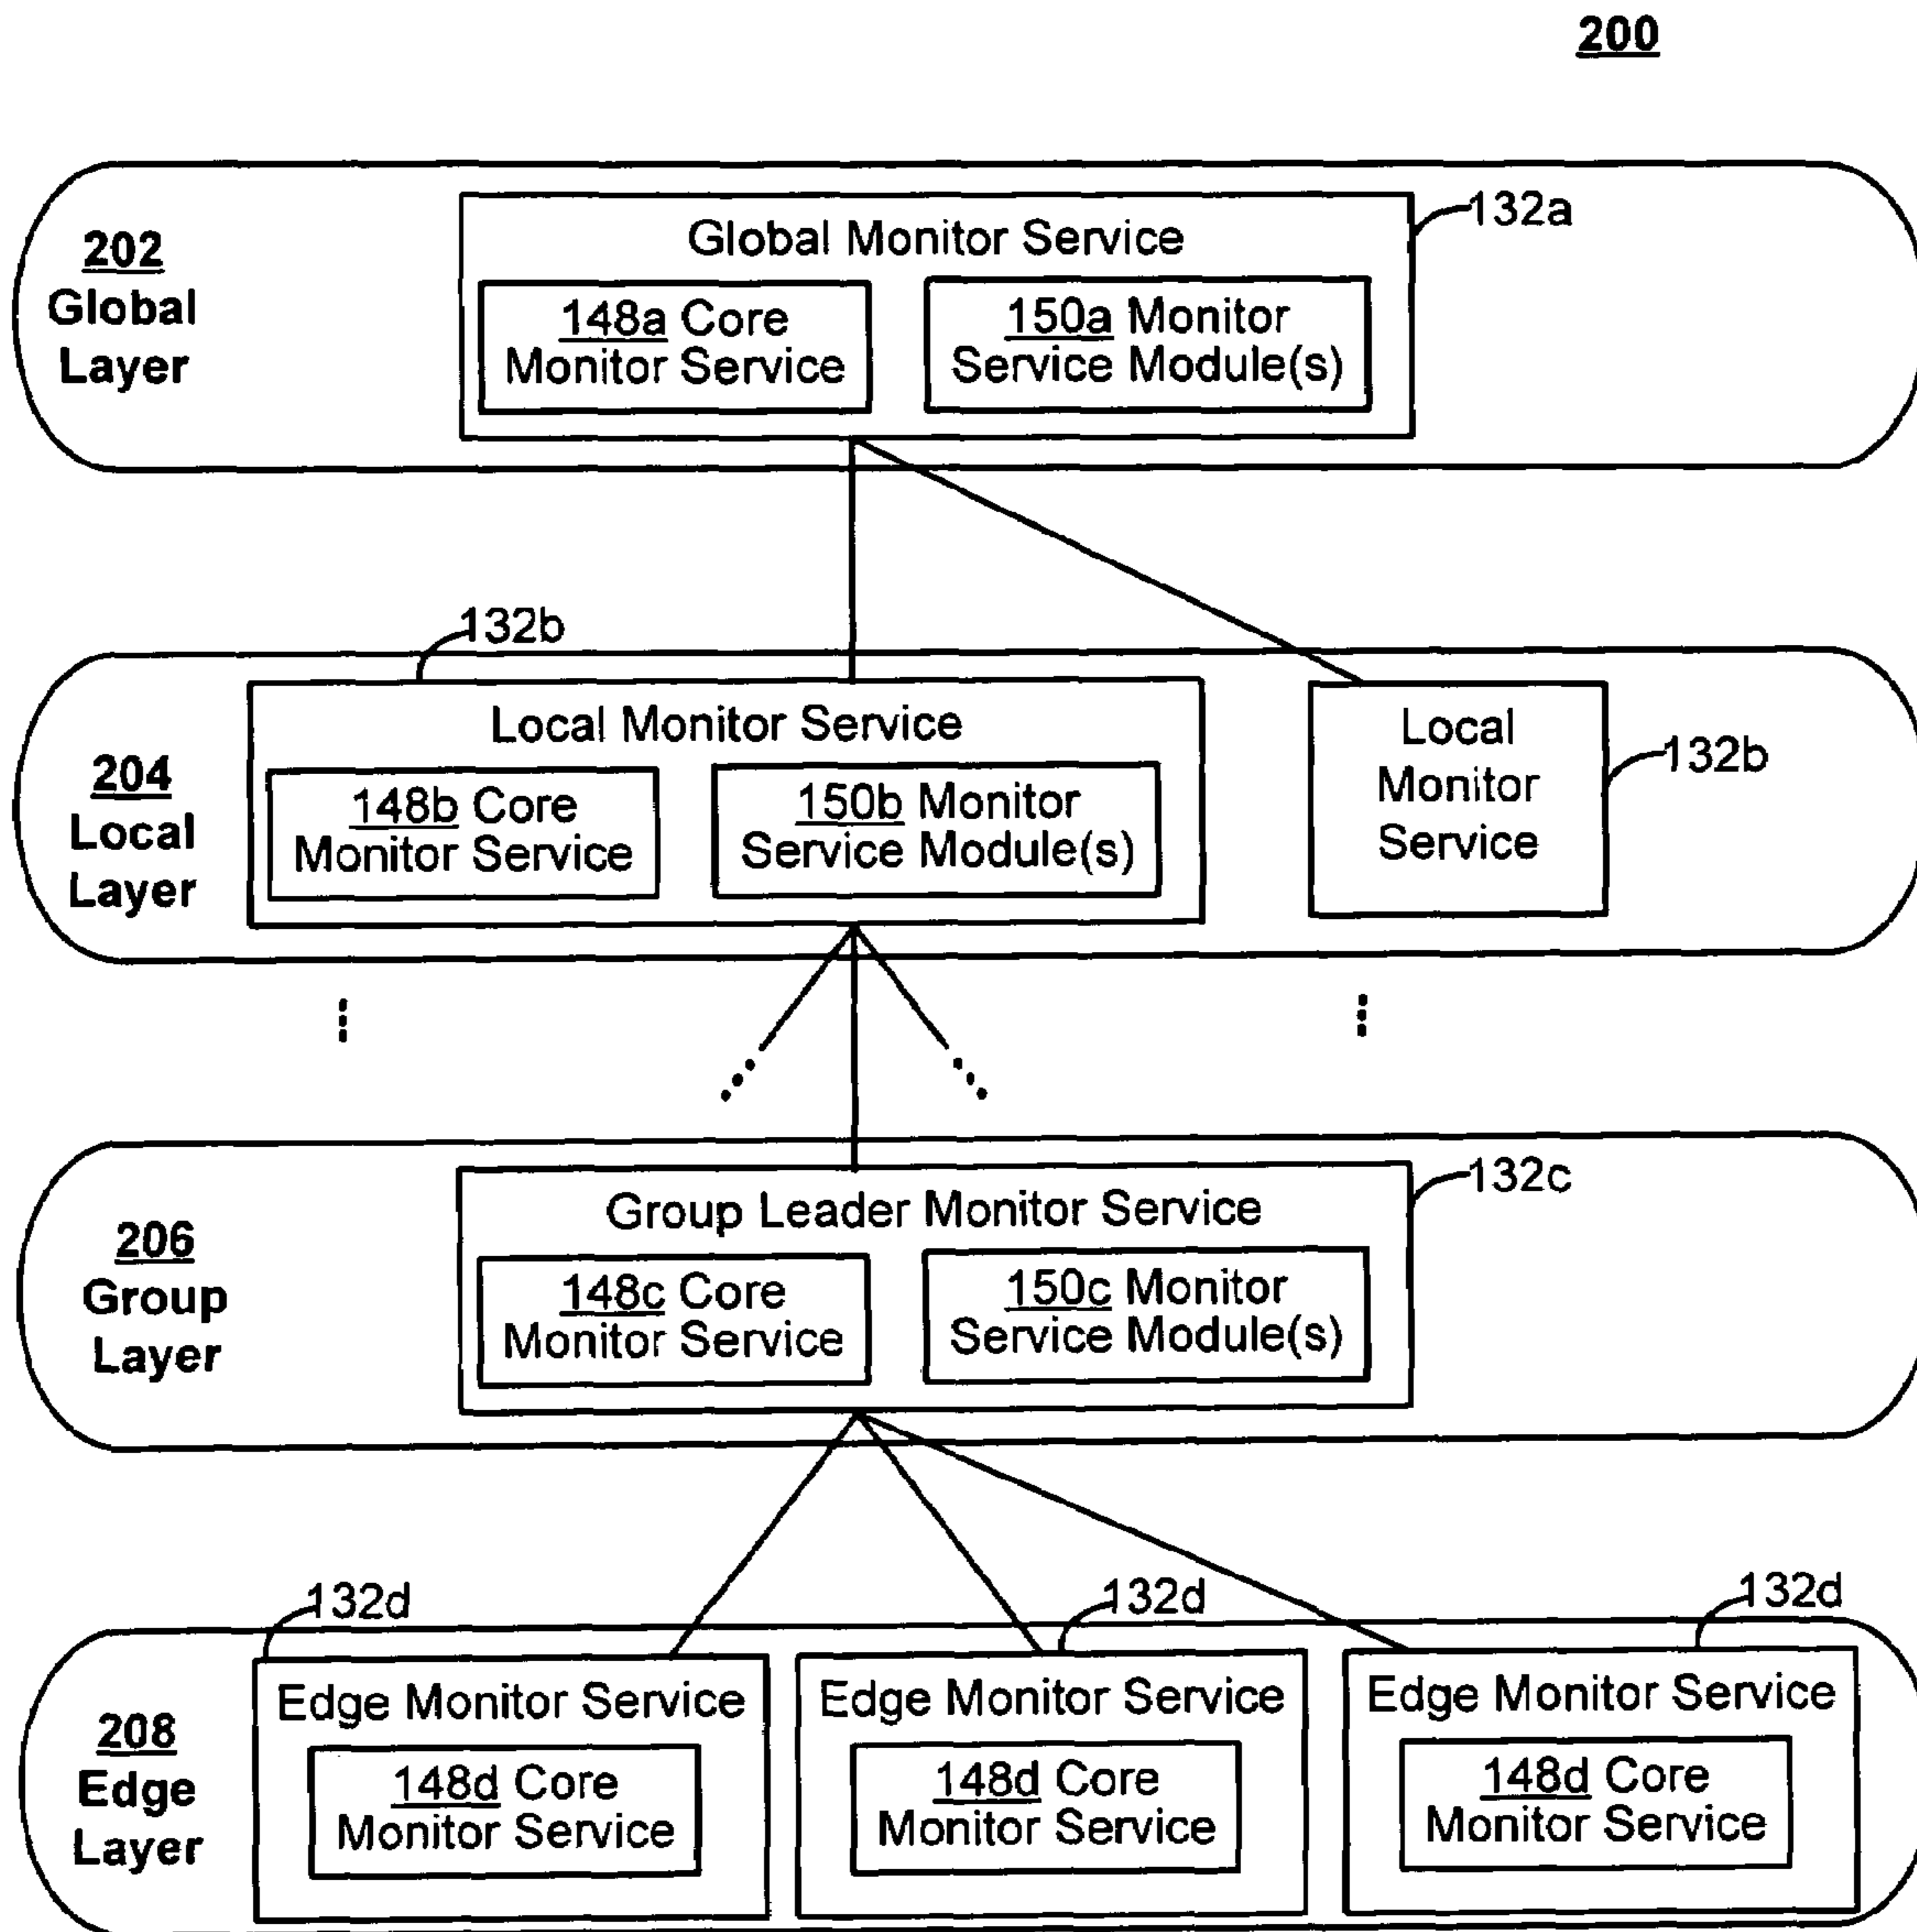 200
132a
Global Monitor Service
202
Global
Layer
148a Core
Monitor Service
150a Monitor
Service Module(s)
132b
Local Monitor Service
204
Local
Layer
148b Core
Monitor Service
150b Monitor
Service Module(s)
Local
Monitor
Service
132b
132c
Group Leader Monitor Service
206
Group
Layer
148c Core
Monitor Service
150c Monitor
Service Module(s)
132d
132d
132d
208
Edge
Layer
Edge Monitor Service
148d Core
Monitor Service
Edge Monitor Service
148d Core
Monitor Service
Edge Monitor Service
148d Core
Monitor Service